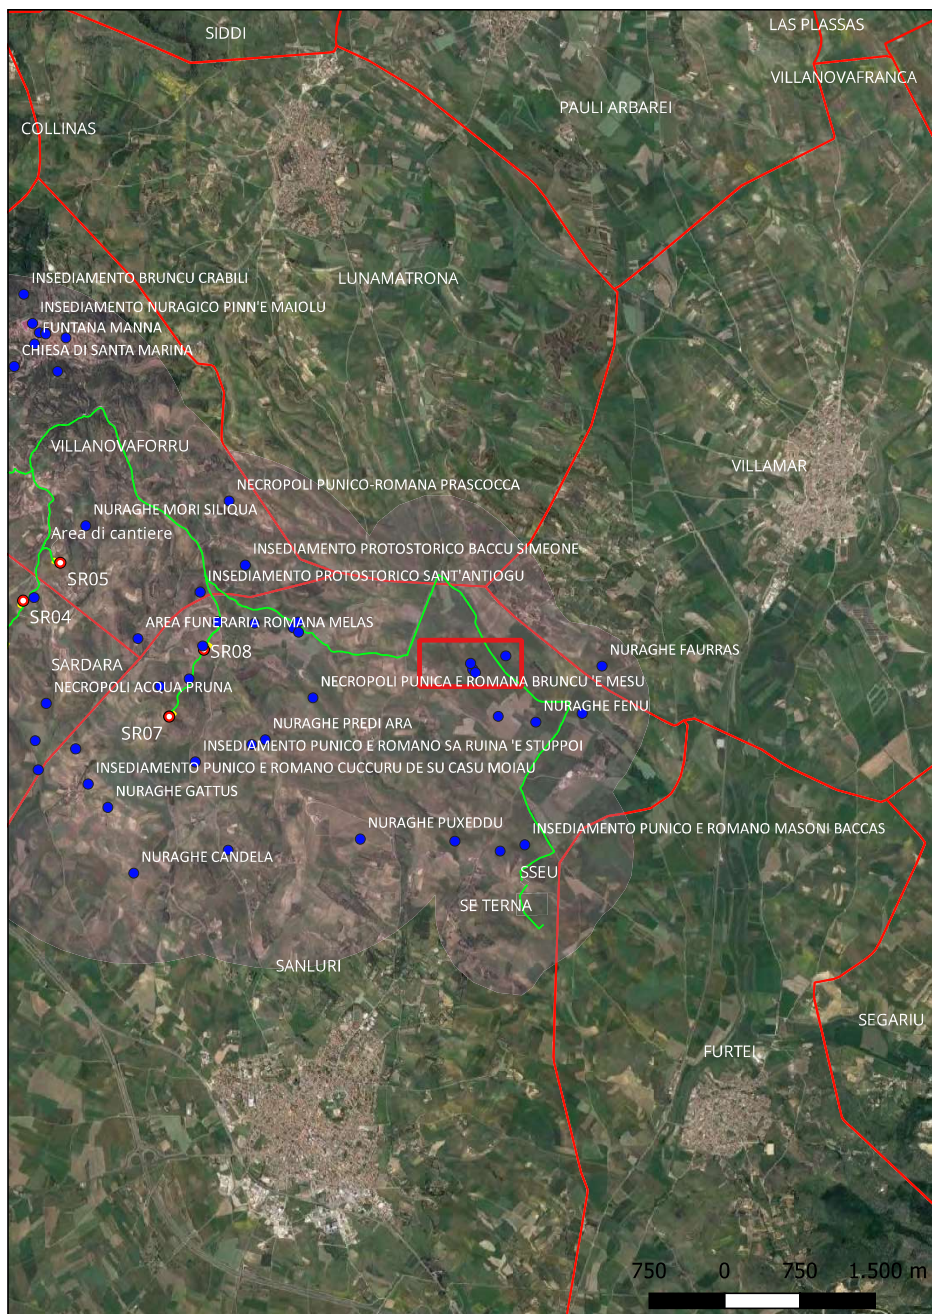 SIDDI
LAS PLASSAS
VILLANOVAFRANCA
PAULI ARBAREI
COLLINAS
LUNAMATRONA
INSEDIAMENTO BRUNCU CRABILI
INSEDIAMENTO NURAGICO PINN'E MAIOLU
FUNTANA MANNA
CHIESA DI SANTA MARINA
VILLANOVAFORRU
VILLAMAR
NECROPOLI PUNICO-ROMANA PRASCOCCA
NURAGHE MORI SILIQUA
Area di cantiere
INSEDIAMENTO PROTOSTORICO BACCU SIMEONE
SR05
INSEDIAMENTO PROTOSTORICO SANT'ANTIOGU
SR04
AREA FUNERARIA ROMANA MELAS
SR08
NURAGHE FAURRAS
SARDARA
NECROPOLI PUNICA E ROMANA BRUNCU 'E MESU
NECROPOLI ACQUA PRUNA
NURAGHE FENU
NURAGHE PREDI ARA
SR07
INSEDIAMENTO PUNICO E ROMANO SA RUINA 'E STUPPOI
INSEDIAMENTO PUNICO E ROMANO CUCCURU DE SU CASU MOIAU
NURAGHE GATTUS
NURAGHE PUXEDDU
INSEDIAMENTO PUNICO E ROMANO MASONI BACCAS
NURAGHE CANDELA
SSEU
SE TERNA
SANLURI
SEGARIU
FURTEI
750 0 750 1.500 m